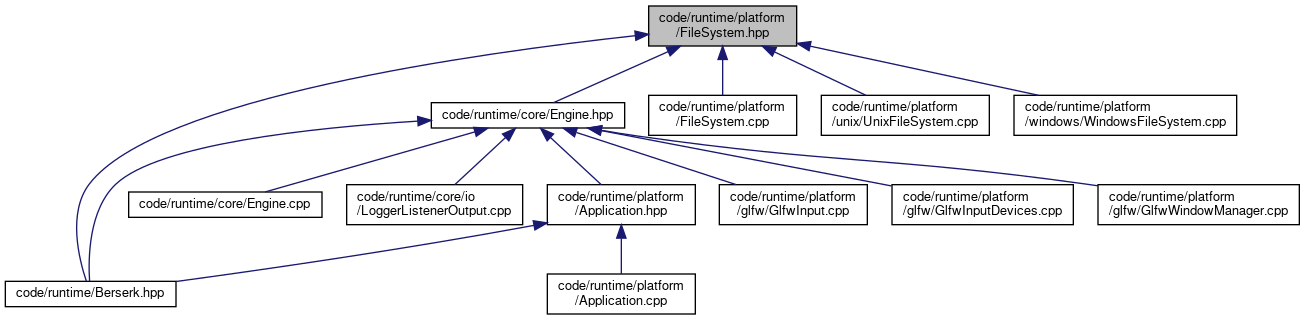 code/runtime/platform
/FileSystem.hpp
code/runtime/core/Engine.hpp
code/runtime/platform
/FileSystem.cpp
code/runtime/platform
/unix/UnixFileSystem.cpp
code/runtime/platform
/windows/WindowsFileSystem.cpp
code/runtime/core/Engine.cpp
code/runtime/core/io
/LoggerListenerOutput.cpp
code/runtime/platform
/Application.hpp
code/runtime/platform
/glfw/GlfwInput.cpp
code/runtime/platform
/glfw/GlfwInputDevices.cpp
code/runtime/platform
/glfw/GlfwWindowManager.cpp
code/runtime/Berserk.hpp
code/runtime/platform
/Application.cpp